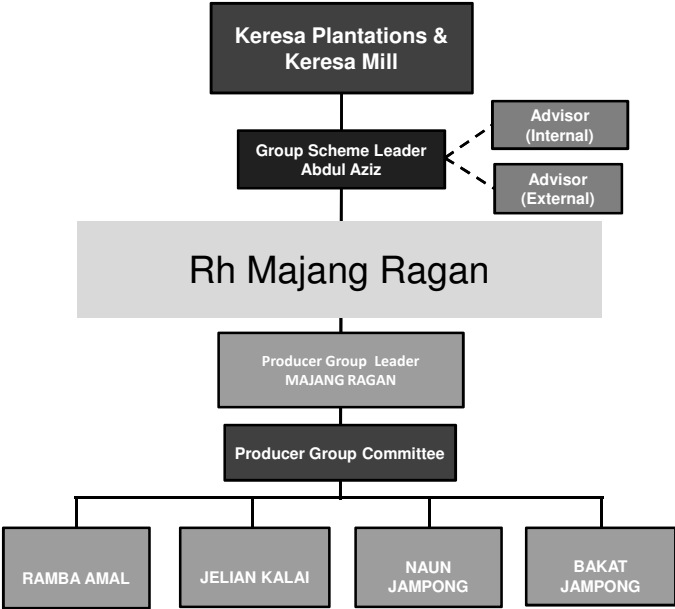 Keresa Plantations &
Keresa Mill
Advisor
(Internal)
Group Scheme Leader
Abdul Aziz
Advisor
(External)
Rh Majang Ragan
Producer Group Leader
MAJANG RAGAN
Producer Group Committee
RAMBA AMAL
JELIAN KALAI
NAUN
JAMPONG
BAKAT
JAMPONG